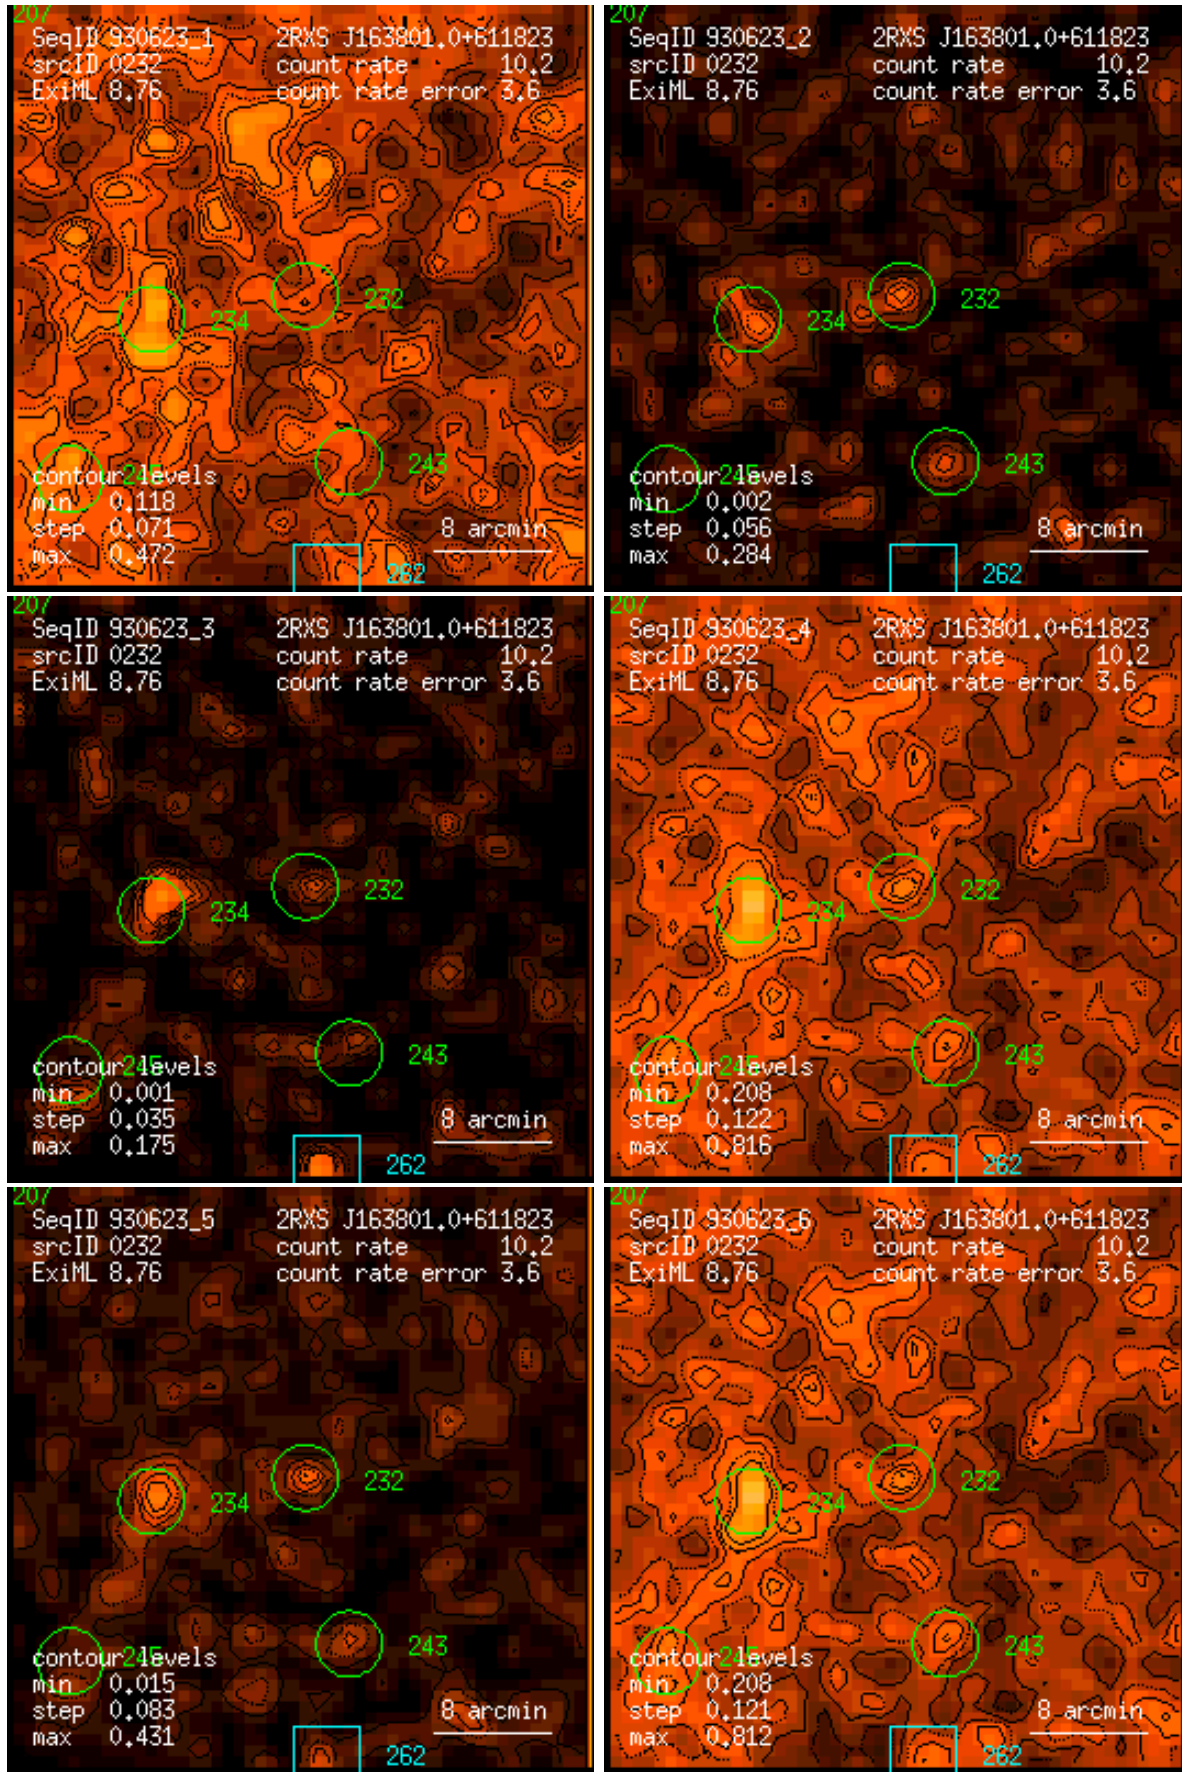 207
SeqID 930623_1 2RXS J163801.0+611823
srcID 0232 count rate 10.2
ExiML 8.76 count rate error 3.6
232
234
243
contour levels
245
min 0.118
step 0.071 8 arcmin
max 0.472
262
207
SeqID 930623_2 2RXS J163801.0+611823
srcID 0232 count rate 10.2
ExiML 8.76 count rate error 3.6
232
234
243
contour levels
245
min 0.002
step 0.056 8 arcmin
max 0.284
262
207
SeqID 930623_3 2RXS J163801.0+611823
srcID 0232 count rate 10.2
ExiML 8.76 count rate error 3.6
232
234
243
contour levels
245
min 0.001
step 0.035 8 arcmin
max 0.175
262
207
SeqID 930623_4 2RXS J163801.0+611823
srcID 0232 count rate 10.2
ExiML 8.76 count rate error 3.6
232
234
243
contour levels
245
min 0.208
step 0.122 8 arcmin
max 0.816
262
207
SeqID 930623_5 2RXS J163801.0+611823
srcID 0232 count rate 10.2
ExiML 8.76 count rate error 3.6
232
234
243
contour levels
245
min 0.015
step 0.083 8 arcmin
max 0.431
262
207
SeqID 930623_6 2RXS J163801.0+611823
srcID 0232 count rate 10.2
ExiML 8.76 count rate error 3.6
232
234
243
contour levels
245
min 0.208
step 0.121 8 arcmin
max 0.812
262